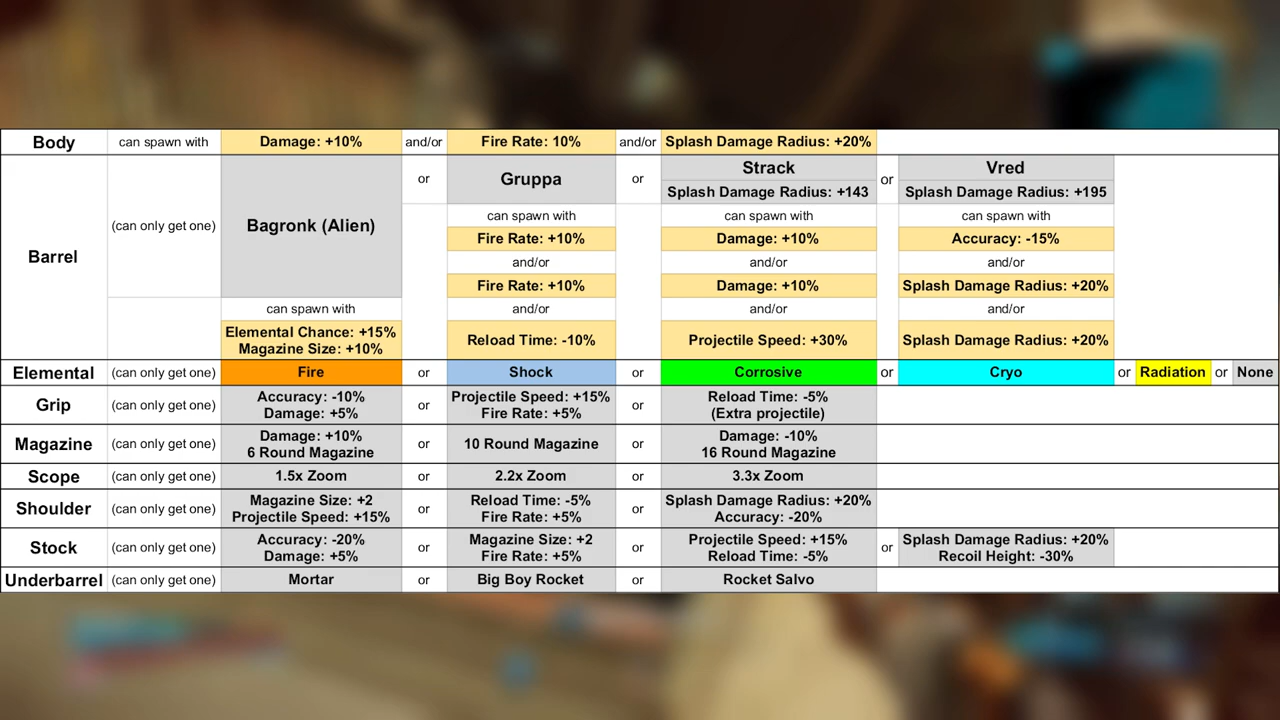 Body can spawn with Damage: +10% and/or Fire Rate: 10% and/or Splash Damage Radius: +20%
Barrel (can only get one) Bagronk (Alien) or Gruppa or Strack or Vred
Splash Damage Radius: +143 Splash Damage Radius: +195
can spawn with can spawn with can spawn with
Fire Rate: +10% Damage: +10% Accuracy: -15%
and/or and/or and/or
Fire Rate: +10% Damage: +10% Splash Damage Radius: +20%
can spawn with and/or and/or and/or
Elemental Chance: +15%
Magazine Size: +10% Reload Time: -10% Projectile Speed: +30% Splash Damage Radius: +20%
Elemental (can only get one) Fire or Shock or Corrosive or Cryo or Radiation or None
Grip (can only get one) Accuracy: -10% or Projectile Speed: +15% or Reload Time: -5%
Damage: +5% Fire Rate: +5% (Extra projectile)
Magazine (can only get one) Damage: +10% or 10 Round Magazine or Damage: -10%
6 Round Magazine 16 Round Magazine
Scope (can only get one) 1.5x Zoom or 2.2x Zoom or 3.3x Zoom
Shoulder (can only get one) Magazine Size: +2 or Reload Time: -5% or Splash Damage Radius: +20%
Projectile Speed: +15% Fire Rate: +5% Accuracy: -20%
Stock (can only get one) Accuracy: -20% or Magazine Size: +2 or Projectile Speed: +15% or Splash Damage Radius: +20%
Damage: +5% Fire Rate: +5% Reload Time: -5% Recoil Height: -30%
Underbarrel (can only get one) Mortar or Big Boy Rocket or Rocket Salvo